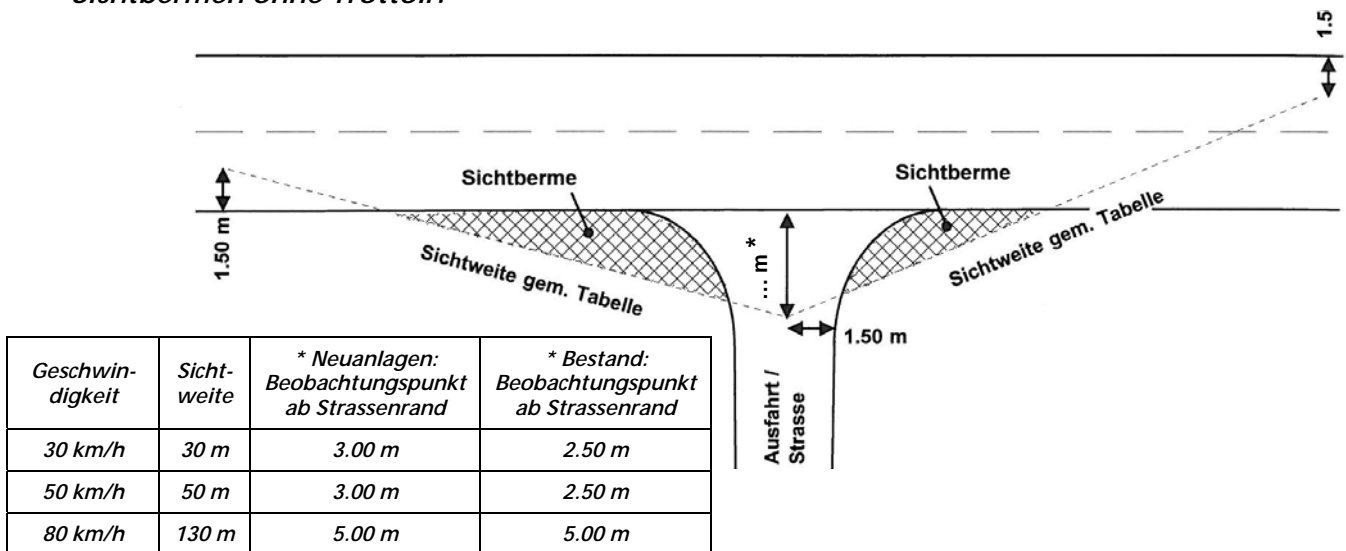 1.5
Sichtberme
Sichtberme
1.50 m
Sichtweite gem. Tabelle
... m *
Sichtweite gem. Tabelle
1.50 m
Ausfahrt /
Strasse
Geschwin-
digkeit
Sicht-
weite
* Neuanlagen:
Beobachtungspunkt
ab Strassenrand
* Bestand:
Beobachtungspunkt
ab Strassenrand
30 km/h 30 m 3.00 m 2.50 m
50 km/h 50 m 3.00 m 2.50 m
80 km/h 130 m 5.00 m 5.00 m